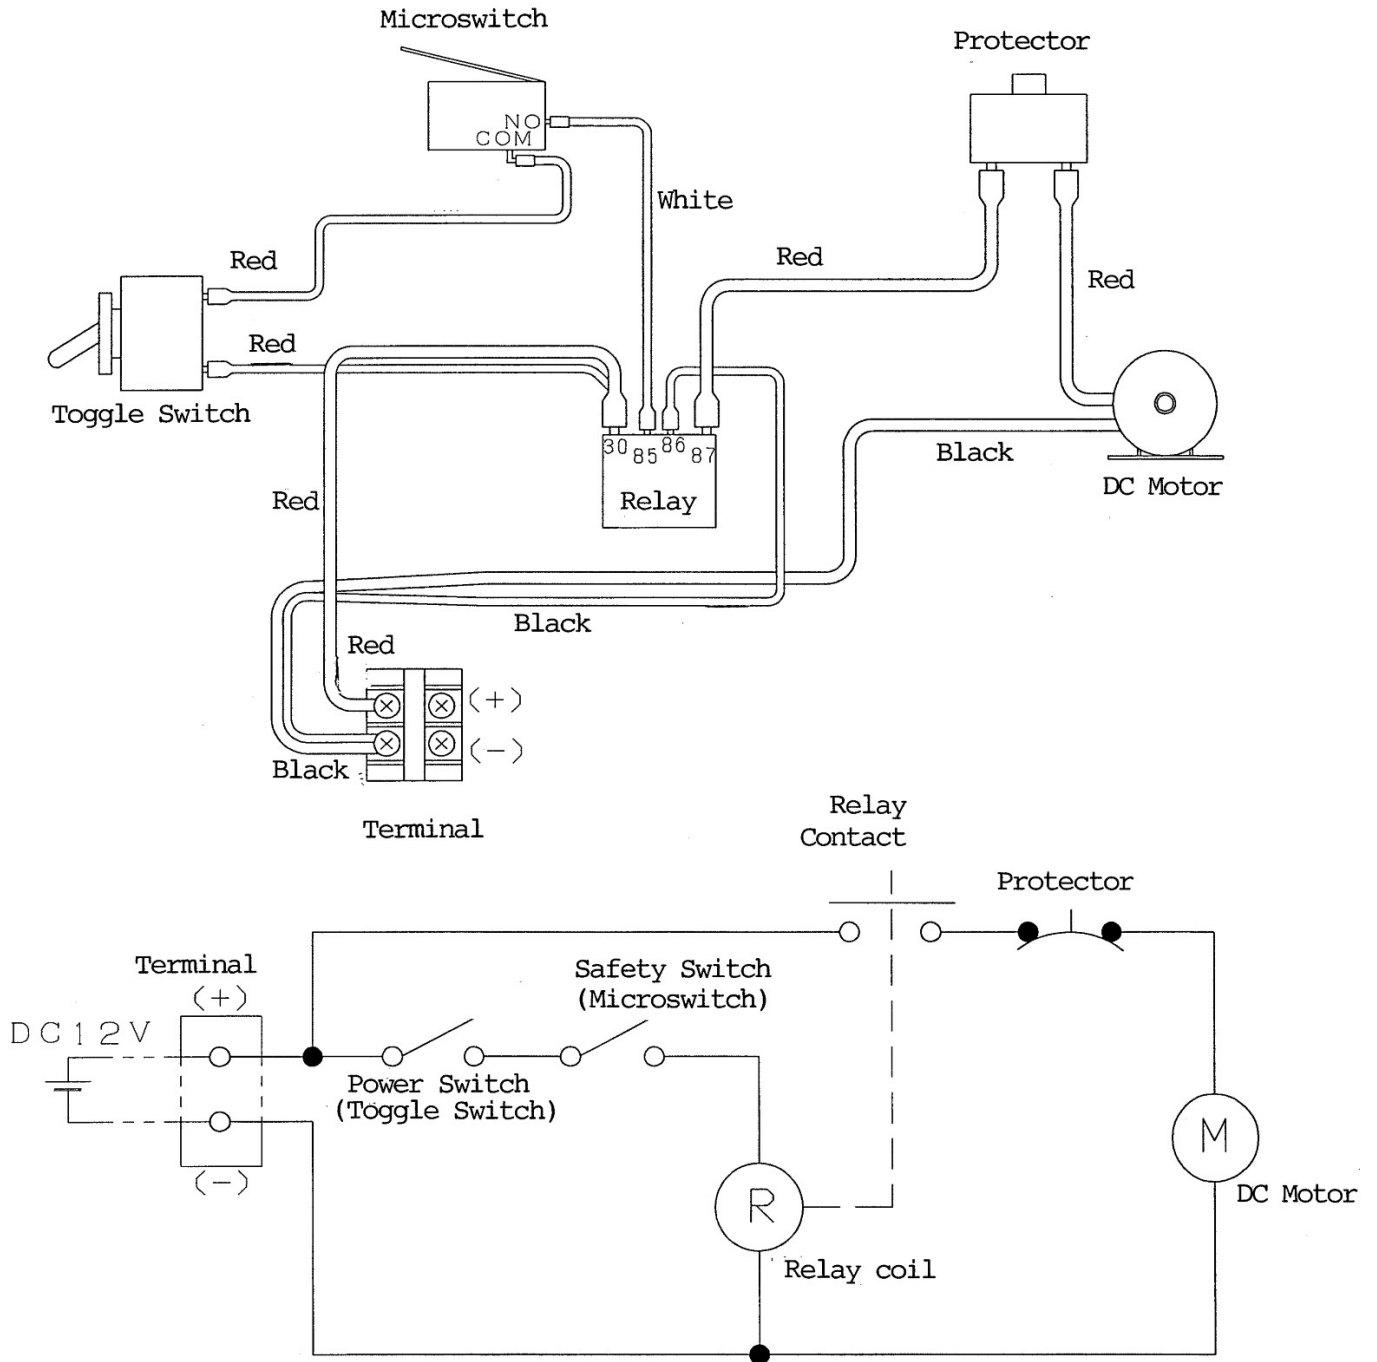 Microswitch
Protector
NO
COM
White
Red
Red
Red
Red
Toggle Switch
30
85
86
87
Relay
Black
DC Motor
Red
Black
Red
(+)
(-)
Black
Terminal
Relay
Contact
Protector
Terminal
(+)
Safety Switch
(Microswitch)
DC12V
Power Switch
(Toggle Switch)
M
(-)
R
DC Motor
Relay coil